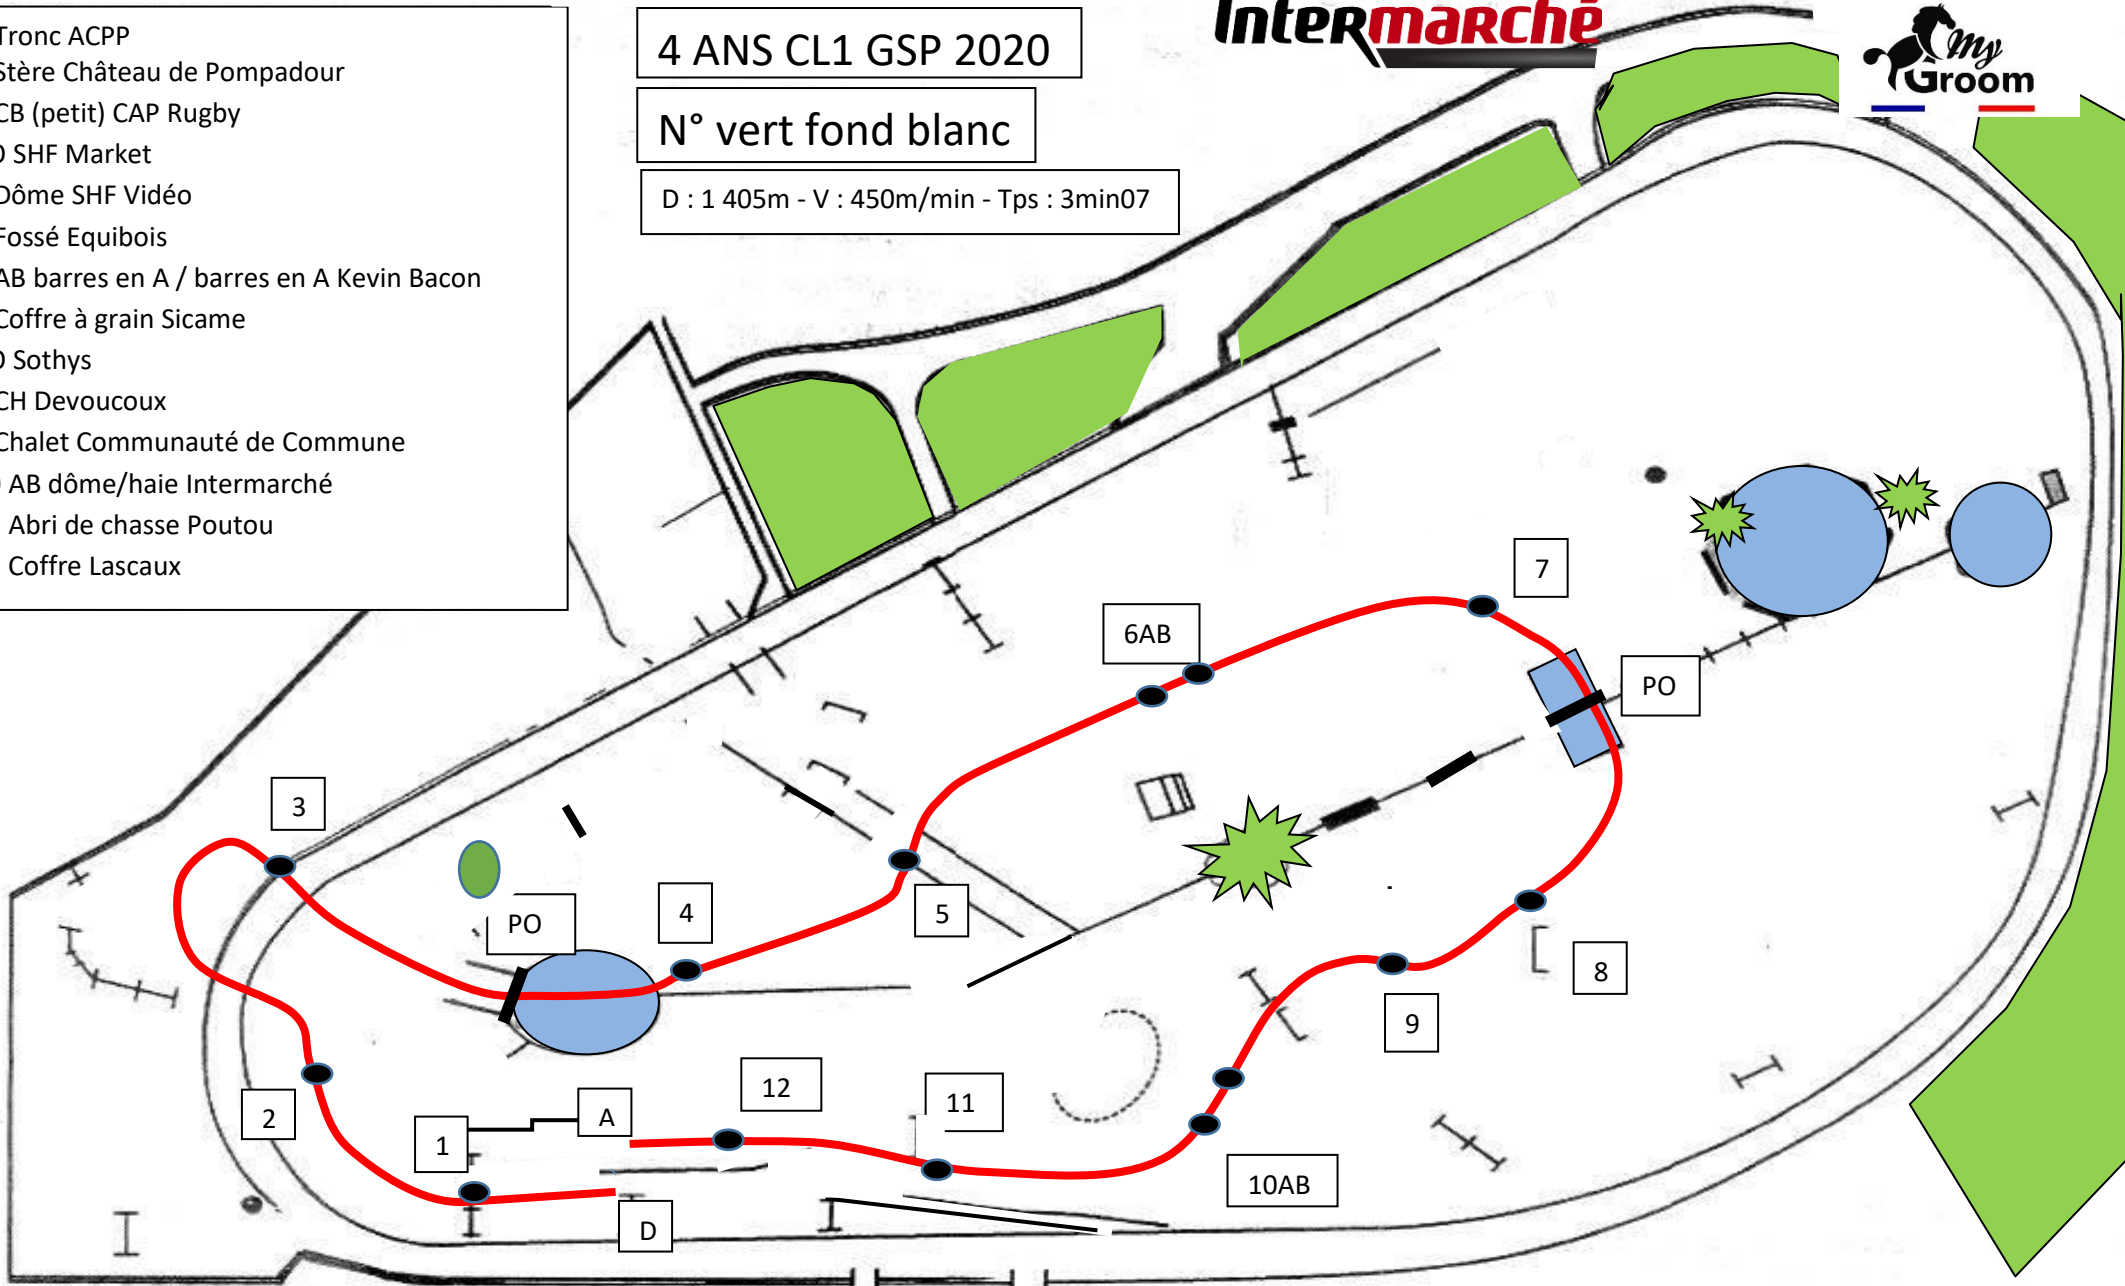 Tronc ACPP
Stère Château de Pompadour
CB (petit) CAP Rugby
SHF Market
Dôme SHF Vidéo
Fossé Equibois
AB barres en A / barres en A Kevin Bacon
Coffre à grain Sicame
Sothys
CH Devoucoux
Chalet Communauté de Commune
AB dôme/haie Intermarché
Abri de chasse Poutou
Coffre Lascaux
4 ANS CL1 GSP 2020
N° vert fond blanc
D : 1 405m - V : 450m/min - Tps : 3min07
Intermarché
My
Groom
7
6AB
PO
3
4
PO
5
8
9
12
11
A
2
1
10AB
D